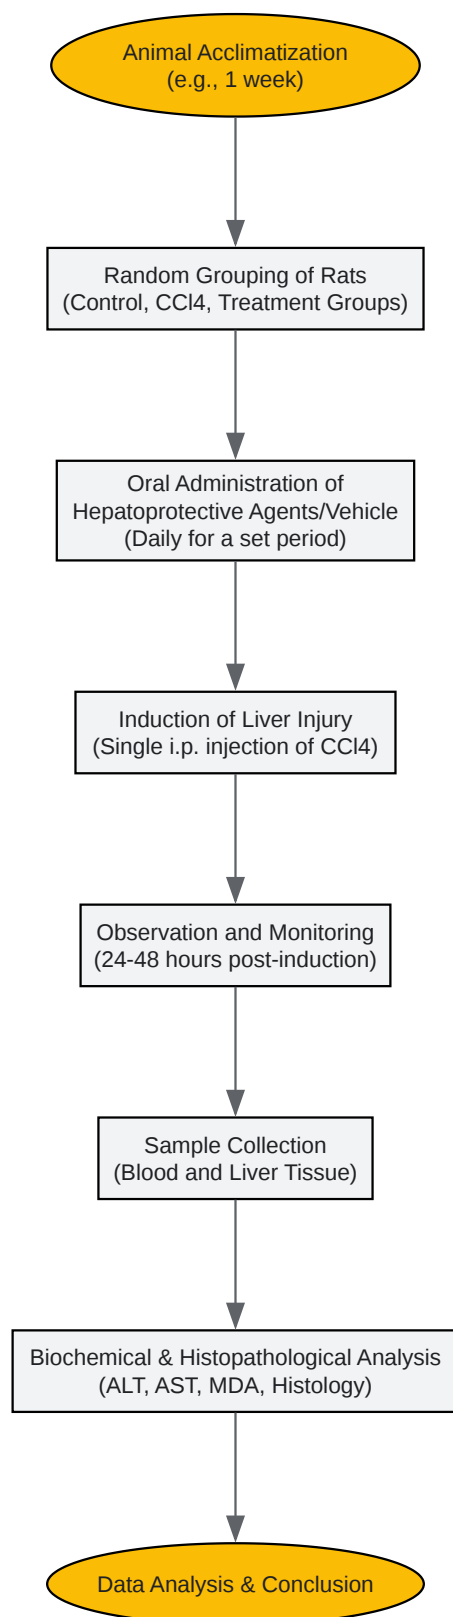 Animal Acclimatization
(e.g., 1 week)
Random Grouping of Rats
(Control, CCl4, Treatment Groups)
Oral Administration of
Hepatoprotective Agents/Vehicle
(Daily for a set period)
Induction of Liver Injury
(Single i.p. injection of CCl4)
Observation and Monitoring
(24-48 hours post-induction)
Sample Collection
(Blood and Liver Tissue)
Biochemical & Histopathological Analysis
(ALT, AST, MDA, Histology)
Data Analysis & Conclusion